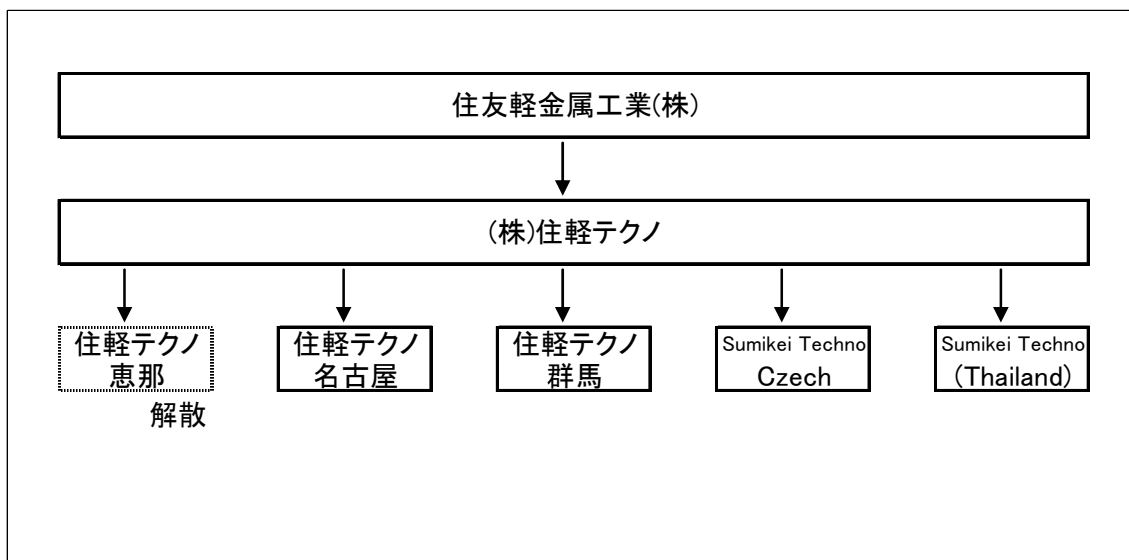 住友軽金属工業(株)
(株)住軽テクノ
住軽テクノ
恵那
住軽テクノ
名古屋
住軽テクノ
群馬
Sumikei Techno
Czech
Sumikei Techno
(Thailand)
解散